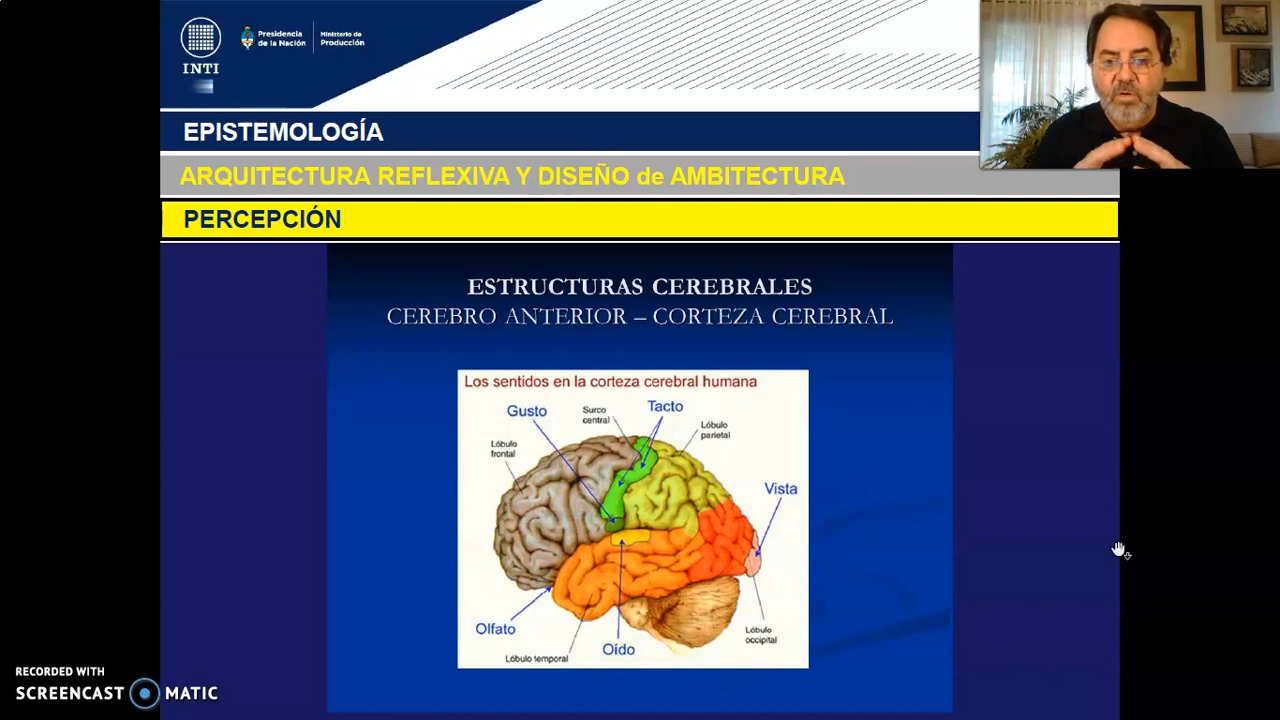 INTI
Presidencia
de la Nación
Ministerio de
Producción
EPISTEMOLOGÍA
ARQUITECTURA REFLEXIVA Y DISEÑO de AMBITECTURA
PERCEPCIÓN
ESTRUCTURAS CEREBRALES
CEREBRO ANTERIOR – CORTEZA CEREBRAL
Los sentidos en la corteza cerebral humana
Gusto
Surco
central
Tacto
Lóbulo
parietal
Lóbulo
frontal
Vista
Olfato
Lóbulo temporal
Oído
Lóbulo
occipital
RECORDED WITH
SCREENCAST MATIC